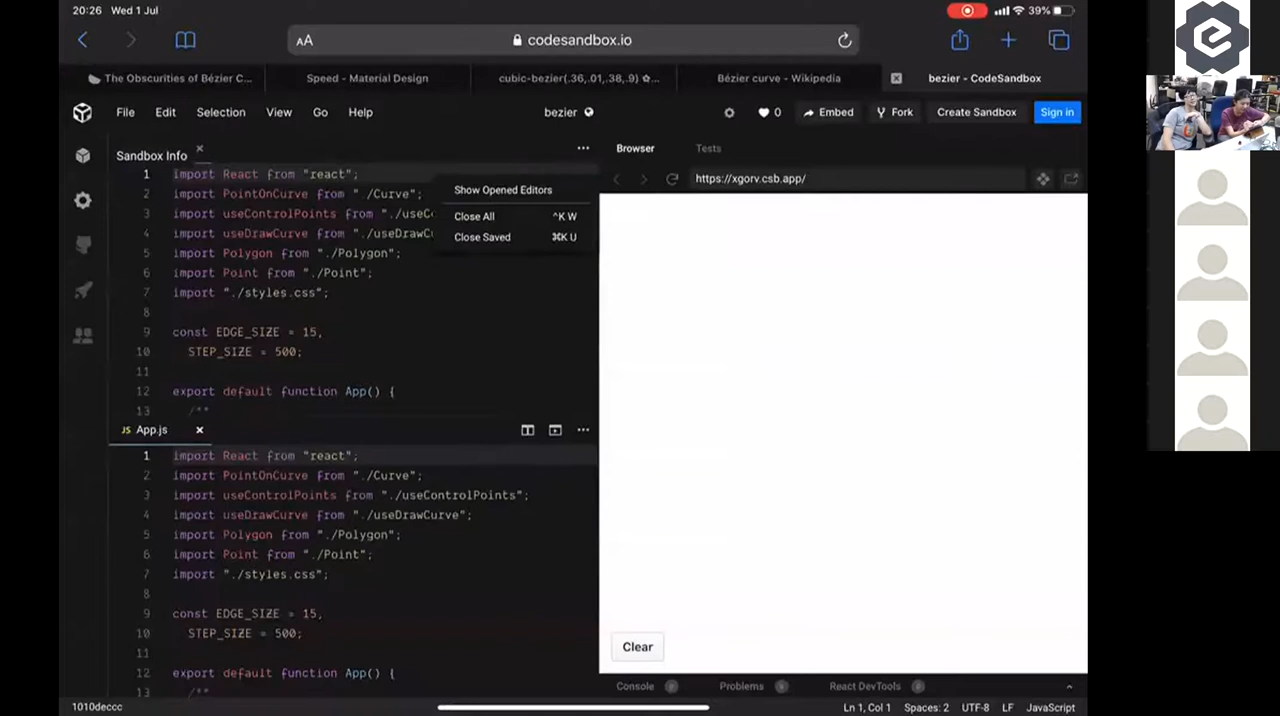 20:26 Wed 1 Jul
39%
AA
codesandbox.io
The Obscurities of Bézier C...
Speed - Material Design
cubic-bezier(.36,.01,.38,.9) ✿...
Bézier curve - Wikipedia
bezier - CodeSandbox
File Edit Selection View Go Help
bezier
0
Embed
Fork
Create Sandbox
Sign in
Sandbox Info
Browser
Tests
https://xgorv.csb.app/
1 import React from "react";
2 import PointOnCurve from "./Curve";
3 import useControlPoints from "./useC
4 import useDrawCurve from "./useDrawCu
5 import Polygon from "./Polygon";
6 import Point from "./Point";
7 import "./styles.css";
8
9 const EDGE_SIZE = 15,
10 STEP_SIZE = 500;
11
12 export default function App() {
13 /**
Show Opened Editors
Close All ^K W
Close Saved ⌘K U
JS App.js
1 import React from "react";
2 import PointOnCurve from "./Curve";
3 import useControlPoints from "./useControlPoints";
4 import useDrawCurve from "./useDrawCurve";
5 import Polygon from "./Polygon";
6 import Point from "./Point";
7 import "./styles.css";
8
9 const EDGE_SIZE = 15,
10 STEP_SIZE = 500;
11
12 export default function App() {
13 /**
Clear
Console 0
Problems 0
React DevTools 0
1010deccc
Ln 1, Col 1 Spaces: 2 UTF-8 LF JavaScript